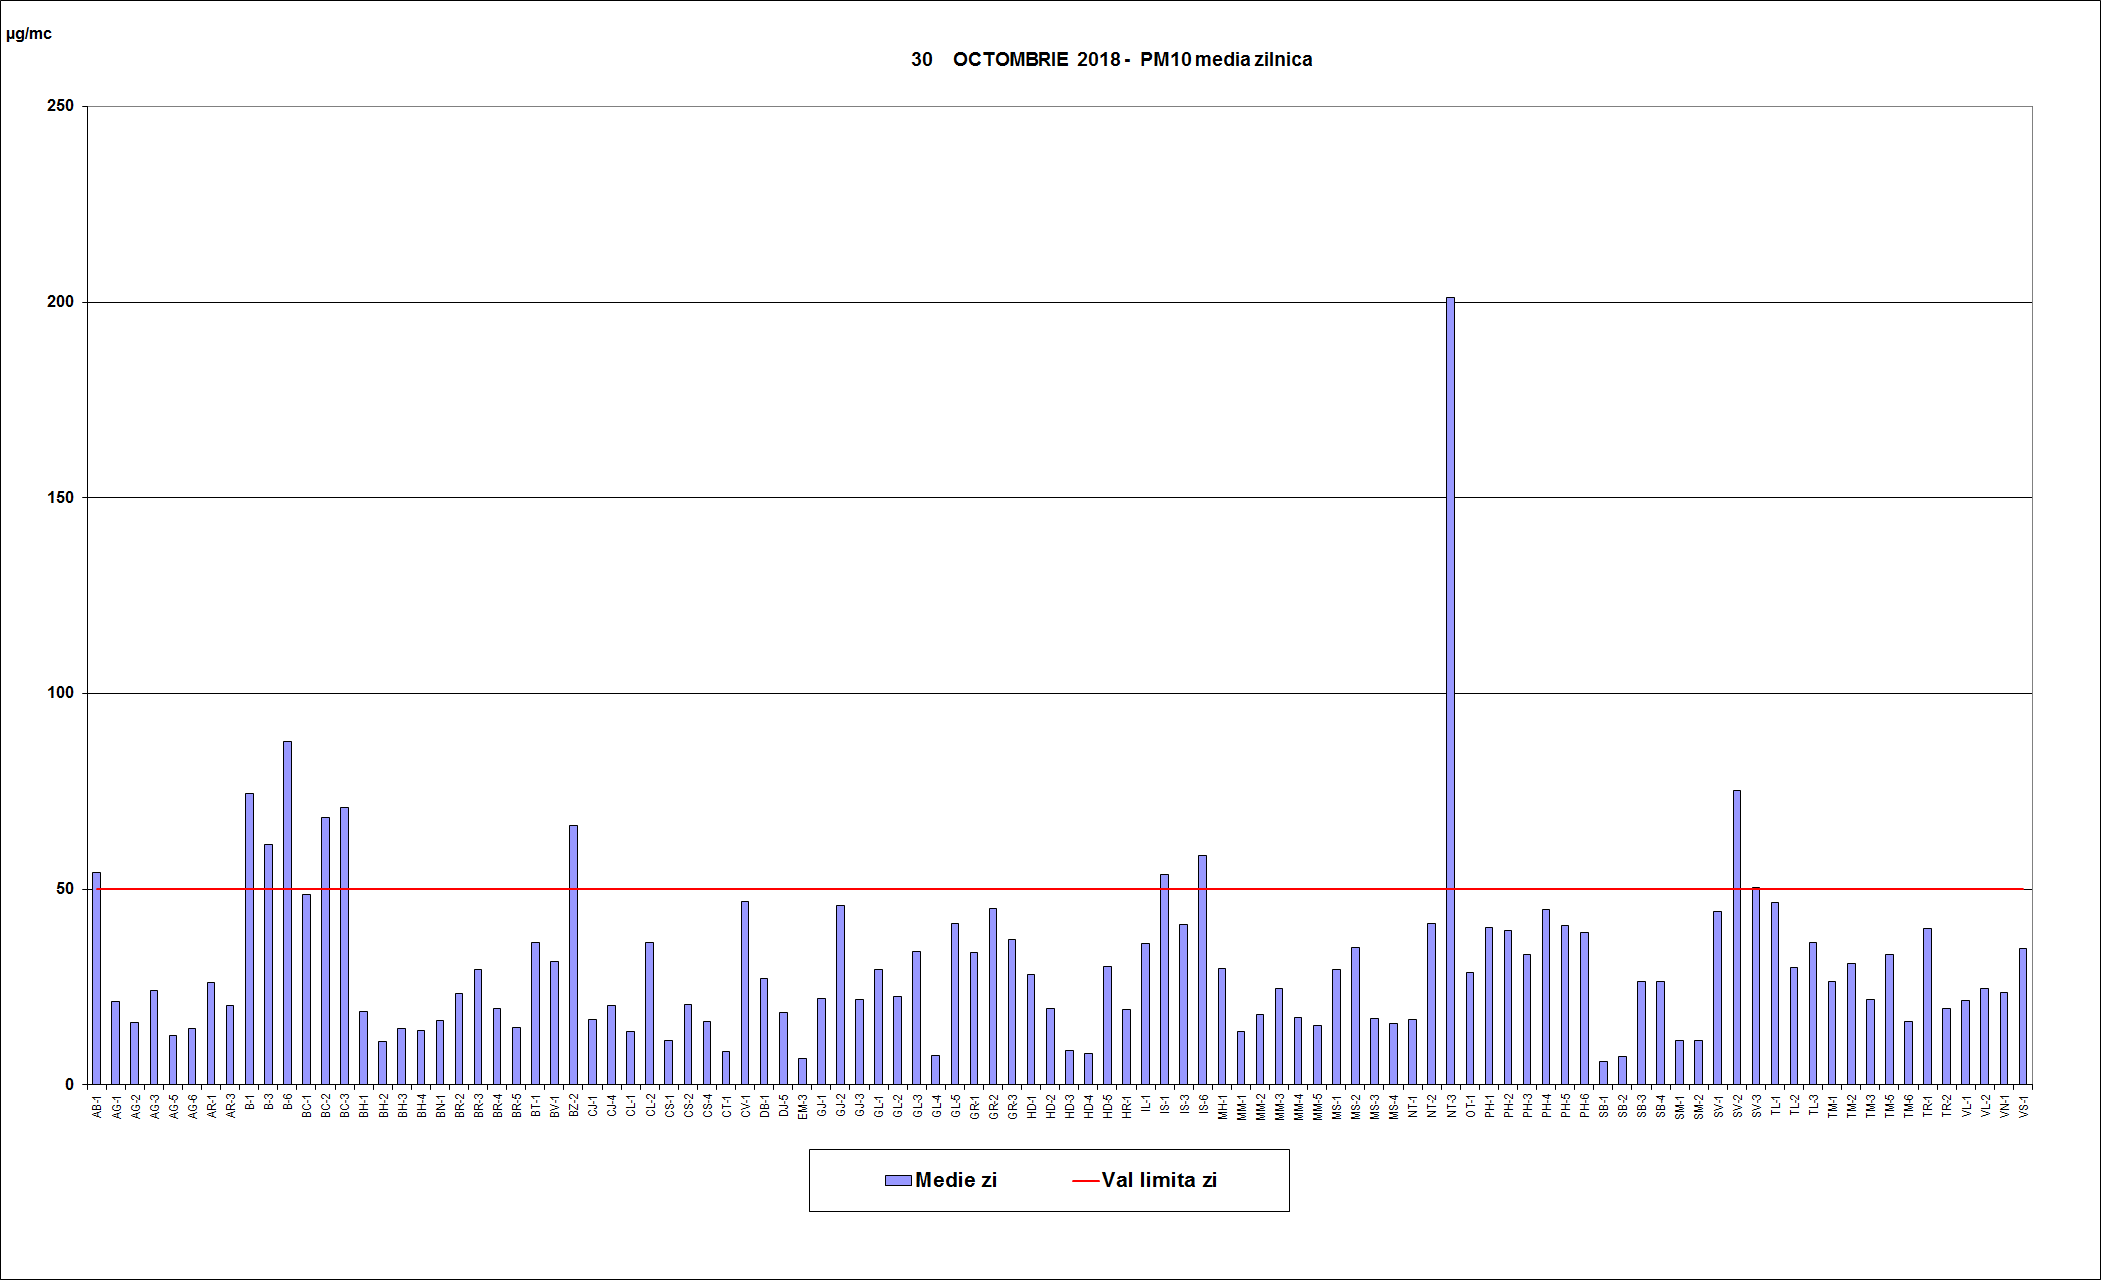 µg/mc
30 OCTOMBRIE 2018 - PM10 media zilnica
250
200
150
100
50
0
AB-1 AG-1 AG-2 AG-3 AG-5 AG-6 AR-1 AR-3 B-1 B-3 B-6 BC-1 BC-2 BC-3 BH-1 BH-2 BH-3 BH-4 BN-1 BR-2 BR-3 BR-4 BR-5 BT-1 BV-1 BZ-2 CJ-1 CJ-4 CL-1 CL-2 CS-1 CS-2 CS-4 CT-1 CV-1 DB-1 DJ-5 EM-3 GJ-1 GJ-2 GJ-3 GL-1 GL-2 GL-3 GL-4 GL-5 GR-1 GR-2 GR-3 HD-1 HD-2 HD-3 HD-4 HD-5 HR-1 IL-1 IS-1 IS-3 IS-6 MH-1 MM-1 MM-2 MM-3 MM-4 MM-5 MS-1 MS-2 MS-3 MS-4 NT-1 NT-2 NT-3 OT-1 PH-1 PH-2 PH-3 PH-4 PH-5 PH-6 SB-1 SB-2 SB-3 SB-4 SM-1 SM-2 SV-1 SV-2 SV-3 TL-1 TL-2 TL-3 TM-1 TM-2 TM-3 TM-5 TM-6 TR-1 TR-2 VL-1 VL-2 VN-1 VS-1
Medie zi Val limita zi